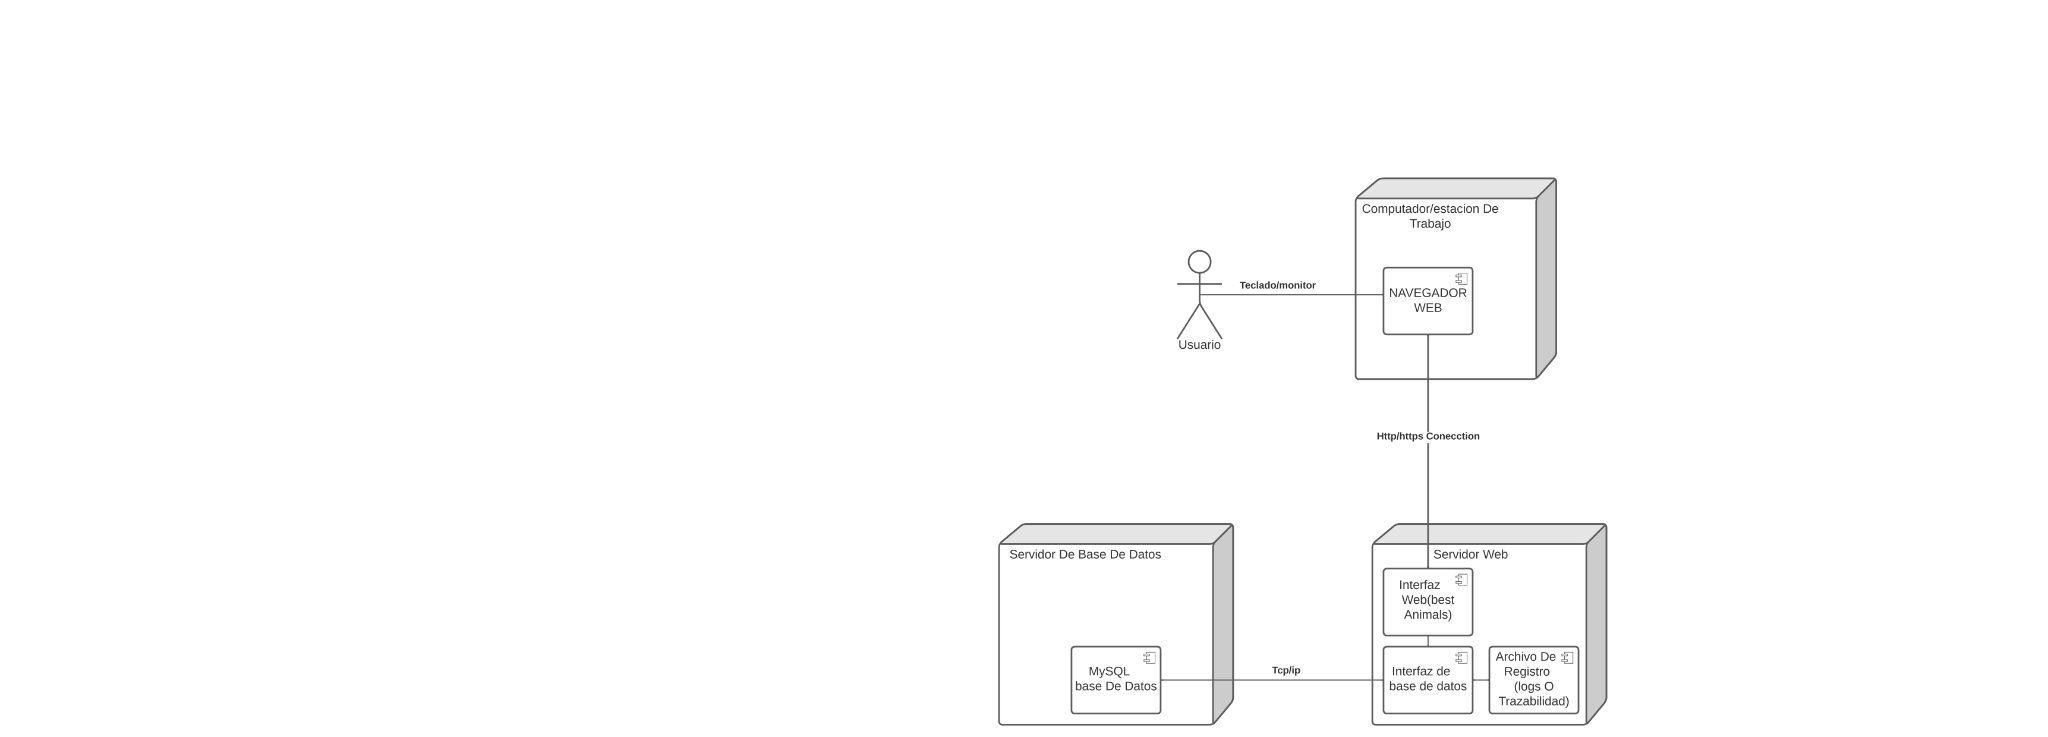 Computador/estacion De
Trabajo
Teclado/monitor
NAVEGADOR
WEB
Usuario
Http/https Conecction
Servidor De Base De Datos
Servidor Web
Interfaz
Web(best
Animals)
MySQL
base De Datos
Tcp/ip
Interfaz de
base de datos
Archivo De
Registro
(logs O
Trazabilidad)